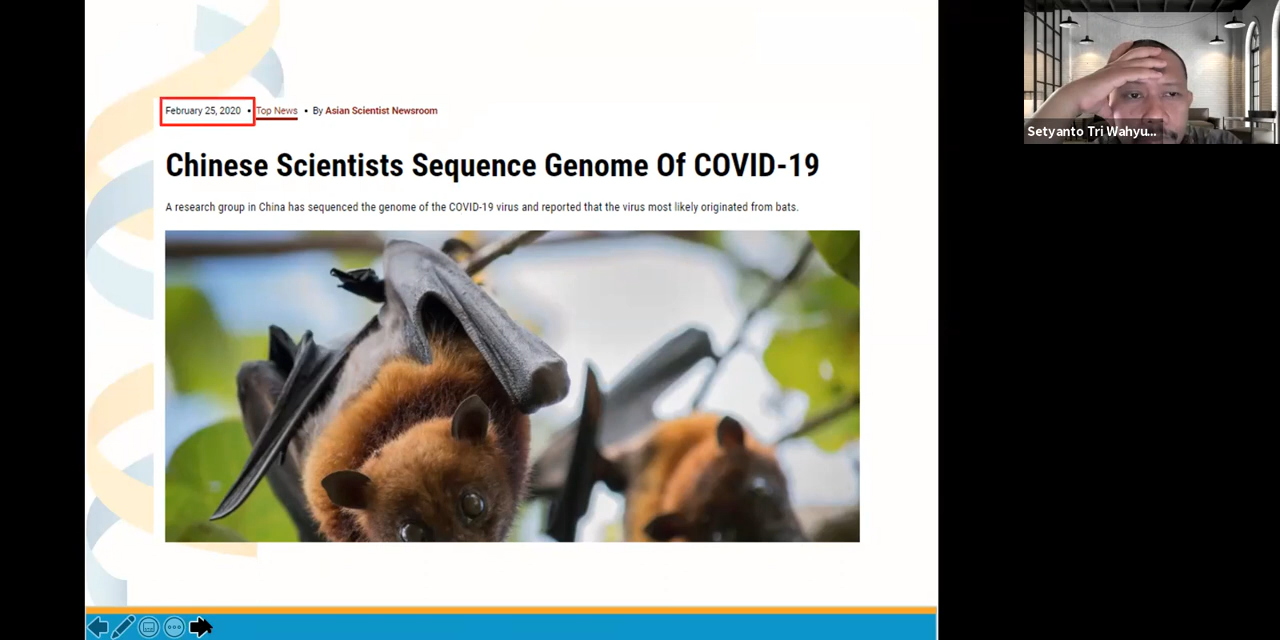 February 25, 2020 • Top News • By Asian Scientist Newsroom
Chinese Scientists Sequence Genome Of COVID-19
A research group in China has sequenced the genome of the COVID-19 virus and reported that the virus most likely originated from bats.
Setyanto Tri Wahyu...